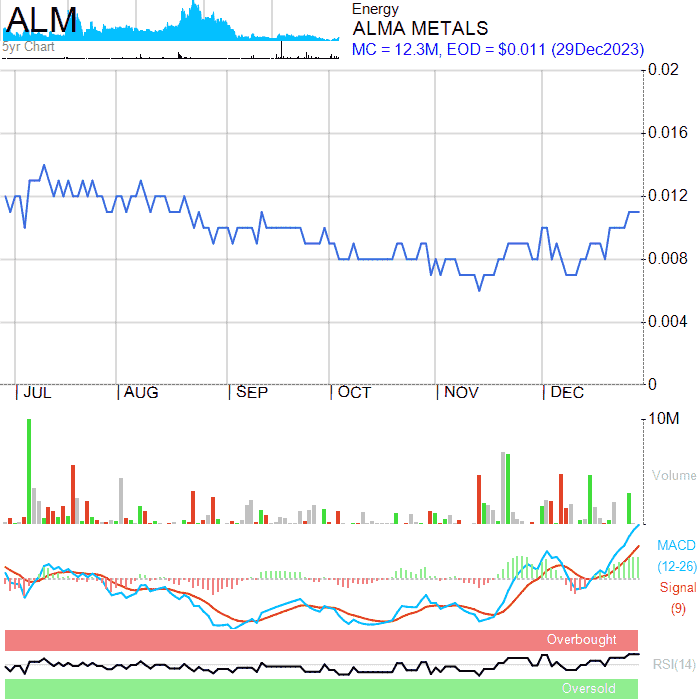 ALM
5yr Chart
Energy
ALMA METALS
MC = 12.3M, EOD = $0.011 (29Dec2023)
0.02
0.016
0.012
0.008
0.004
0
JUL AUG SEP OCT NOV DEC
10M
Volume
MACD
(12-26)
Signal
(9)
Overbought
RSI(14)
Oversold